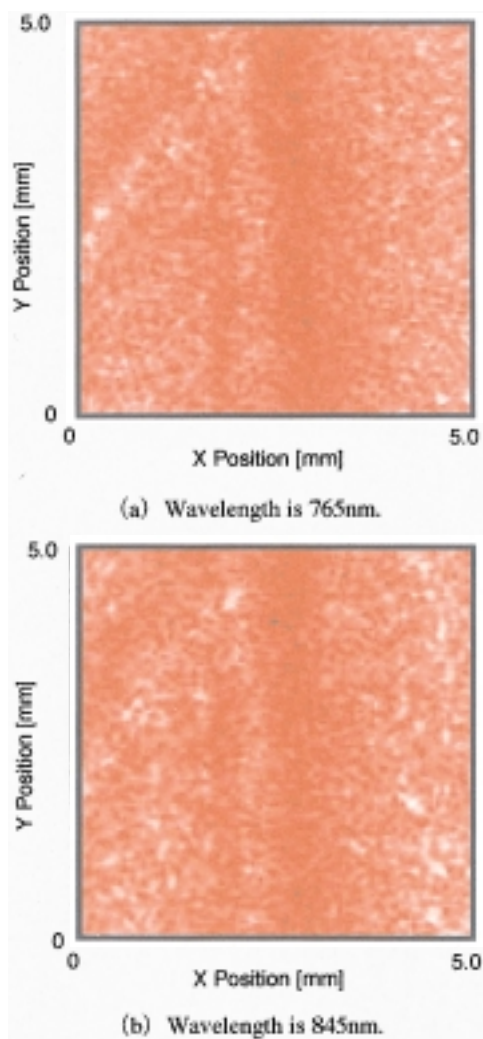 5.0
Y Position [mm]
0
0
5.0
X Position [mm]
(a) Wavelength is 765nm.
5.0
Y Position [mm]
0
0
5.0
X Position [mm]
(b) Wavelength is 845nm.